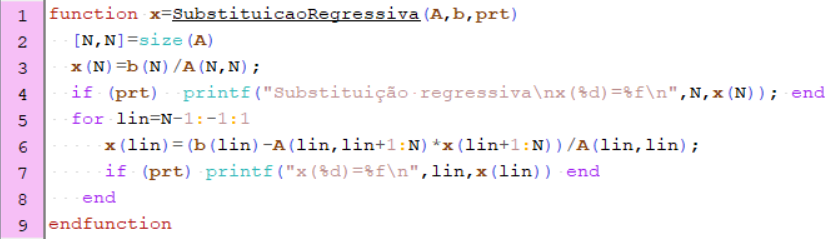 1 function x=SubstituicaoRegressiva(A,b,prt)
2 [N,N]=size(A)
3 x(N)=b(N)/A(N,N);
4 if (prt) printf("Substituição regressiva\nx(%d)=%f\n",N,x(N)); end
5 for lin=N-1:-1:1
6 x(lin)=(b(lin)-A(lin,lin+1:N)*x(lin+1:N))/A(lin,lin);
7 if (prt) printf("x(%d)=%f\n",lin,x(lin)) end
8 end
9 endfunction